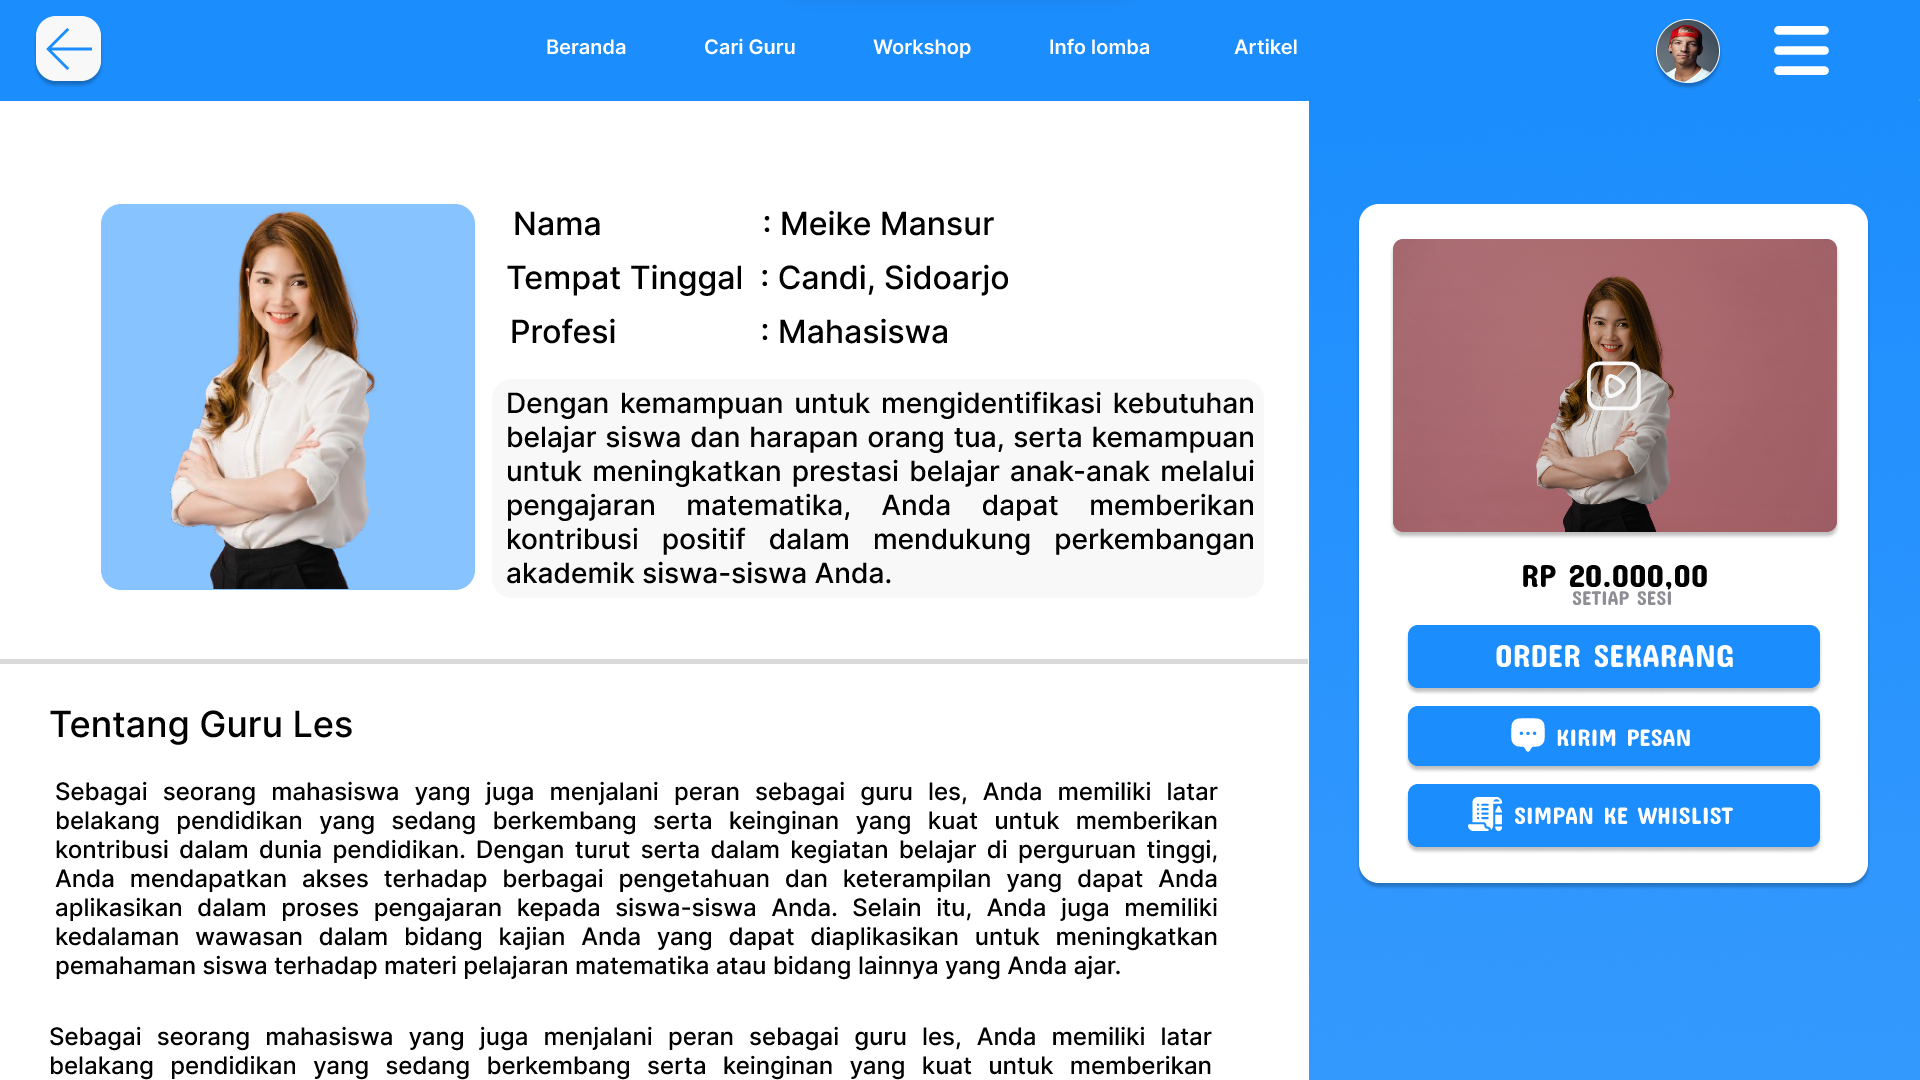 Beranda
Cari Guru
Workshop
Info lomba
Artikel
Nama : Meike Mansur
Tempat Tinggal : Candi, Sidoarjo
Profesi : Mahasiswa
Dengan kemampuan untuk mengidentifikasi kebutuhan
belajar siswa dan harapan orang tua, serta kemampuan
untuk meningkatkan prestasi belajar anak-anak melalui
pengajaran matematika, Anda dapat memberikan
kontribusi positif dalam mendukung perkembangan
akademik siswa-siswa Anda.
Tentang Guru Les
Sebagai seorang mahasiswa yang juga menjalani peran sebagai guru les, Anda memiliki latar
belakang pendidikan yang sedang berkembang serta keinginan yang kuat untuk memberikan
kontribusi dalam dunia pendidikan. Dengan turut serta dalam kegiatan belajar di perguruan tinggi,
Anda mendapatkan akses terhadap berbagai pengetahuan dan keterampilan yang dapat Anda
aplikasikan dalam proses pengajaran kepada siswa-siswa Anda. Selain itu, Anda juga memiliki
kedalaman wawasan dalam bidang kajian Anda yang dapat diaplikasikan untuk meningkatkan
pemahaman siswa terhadap materi pelajaran matematika atau bidang lainnya yang Anda ajar.
Sebagai seorang mahasiswa yang juga menjalani peran sebagai guru les, Anda memiliki latar
belakang pendidikan yang sedang berkembang serta keinginan yang kuat untuk memberikan
RP 20.000,00
SETIAP SESI
ORDER SEKARANG
KIRIM PESAN
SIMPAN KE WHISLIST